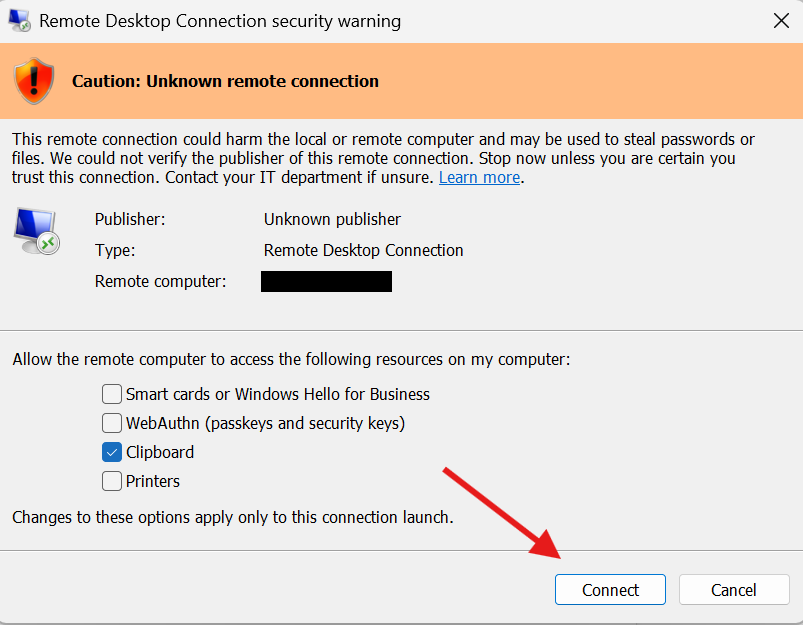 Remote Desktop Connection security warning
Caution: Unknown remote connection
This remote connection could harm the local or remote computer and may be used to steal passwords or
files. We could not verify the publisher of this remote connection. Stop now unless you are certain you
trust this connection. Contact your IT department if unsure. Learn more.
Publisher: Unknown publisher
Type: Remote Desktop Connection
Remote computer:
Allow the remote computer to access the following resources on my computer:
Smart cards or Windows Hello for Business
WebAuthn (passkeys and security keys)
Clipboard
Printers
Changes to these options apply only to this connection launch.
Connect Cancel